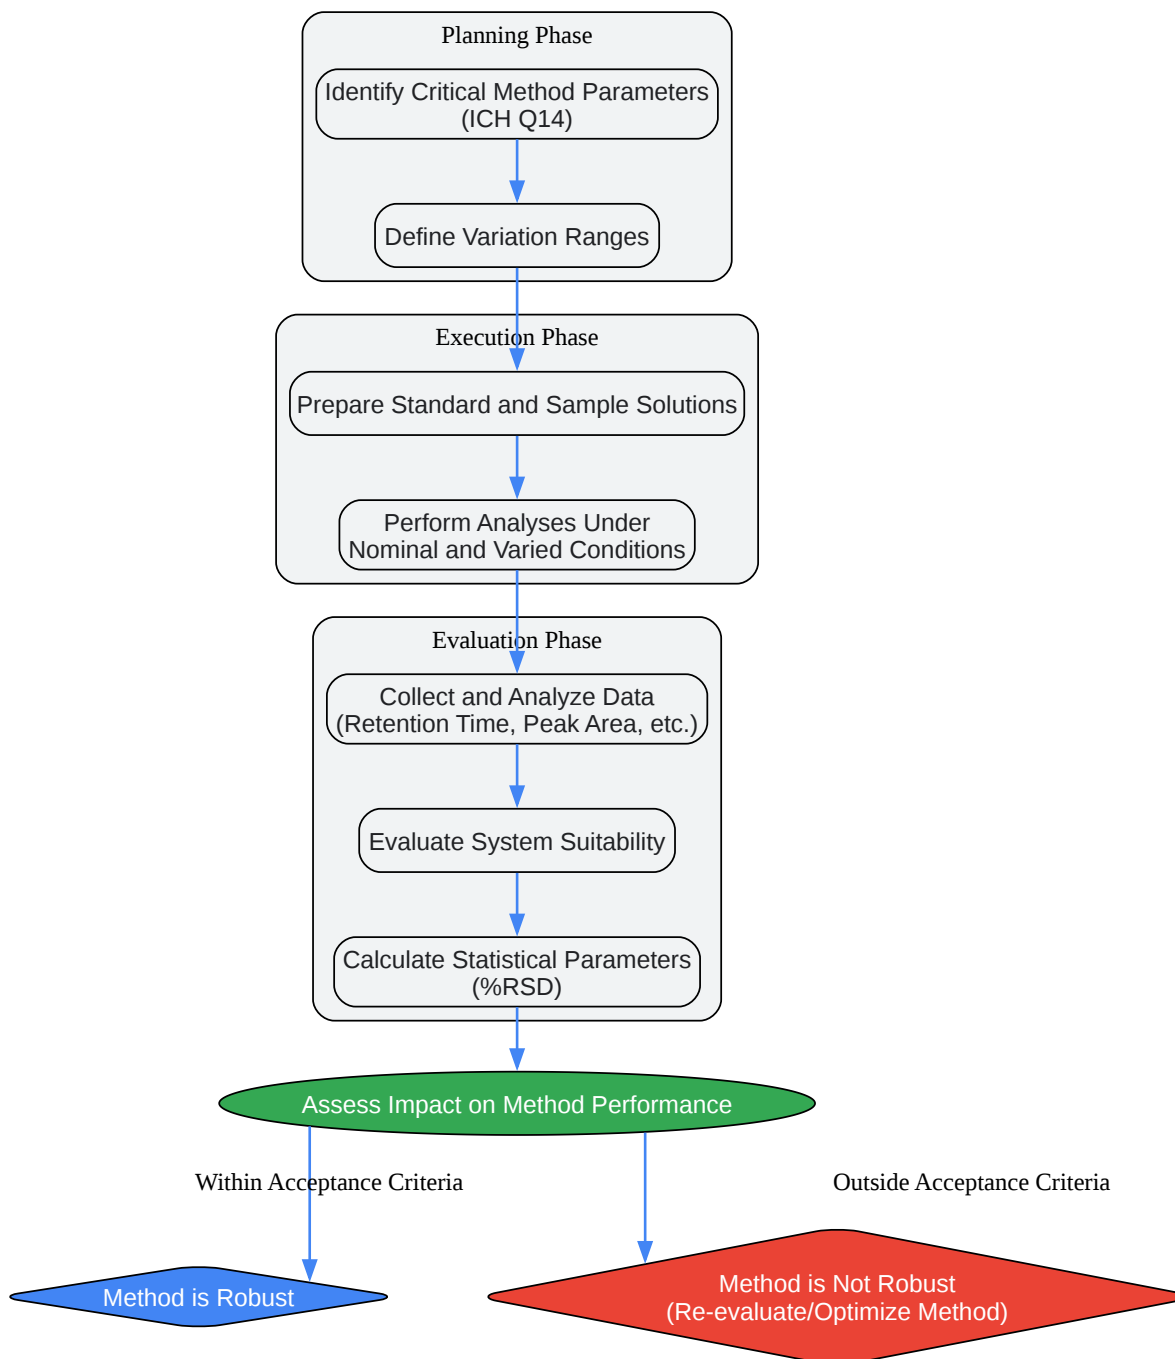 Planning Phase
Identify Critical Method Parameters
(ICH Q14)
Define Variation Ranges
Execution Phase
Prepare Standard and Sample Solutions
Perform Analyses Under
Nominal and Varied Conditions
Evaluation Phase
Collect and Analyze Data
(Retention Time, Peak Area, etc.)
Evaluate System Suitability
Calculate Statistical Parameters
(%RSD)
Assess Impact on Method Performance
Within Acceptance Criteria
Outside Acceptance Criteria
Method is Robust
Method is Not Robust
(Re-evaluate/Optimize Method)